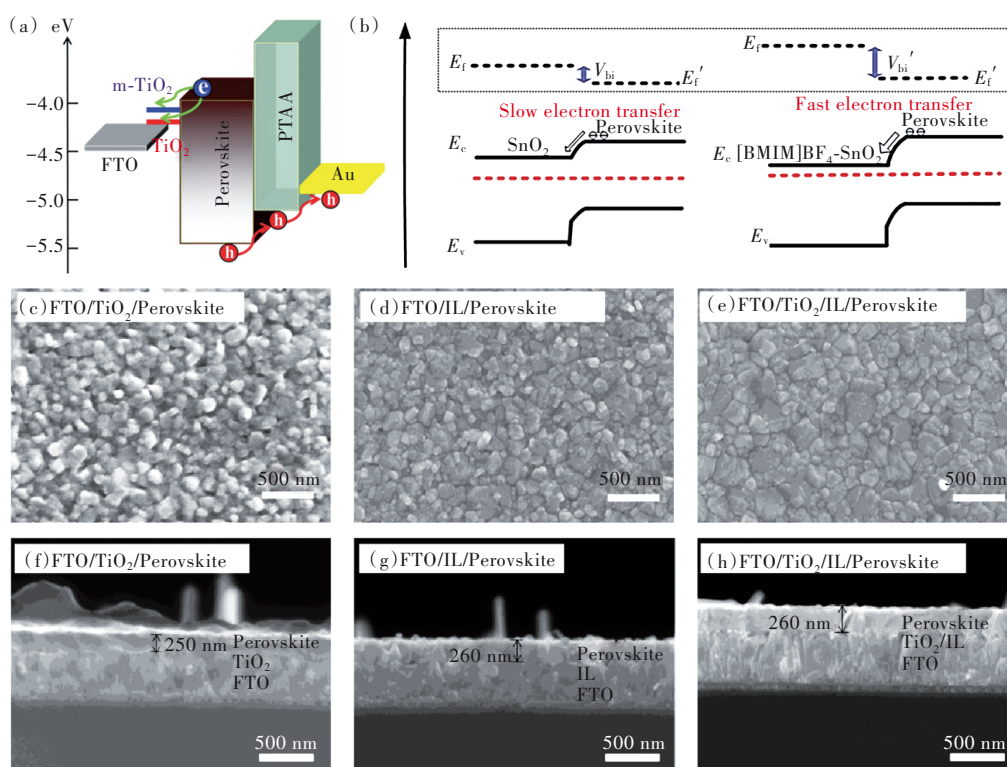 (a)
eV
−4.0
−4.5
−5.0
−5.5
m-TiO2
TiO2
FTO
e
Perovskite
PTAA
Au
h
h
h
(b)
Ef
Vbi
Ef′
Ef
Vbi′
Ef′
Slow electron transfer
Fast electron transfer
Perovskite
SnO2
Ec
Ev
Perovskite
Ec [BMIM]BF4-SnO2
Ev
(c)FTO/TiO2/Perovskite
500 nm
(d)FTO/IL/Perovskite
500 nm
(e)FTO/TiO2/IL/Perovskite
500 nm
(f)FTO/TiO2/Perovskite
250 nm
Perovskite
TiO2
FTO
500 nm
(g)FTO/IL/Perovskite
260 nm
Perovskite
IL
FTO
500 nm
(h)FTO/TiO2/IL/Perovskite
260 nm
Perovskite
TiO2/IL
FTO
500 nm